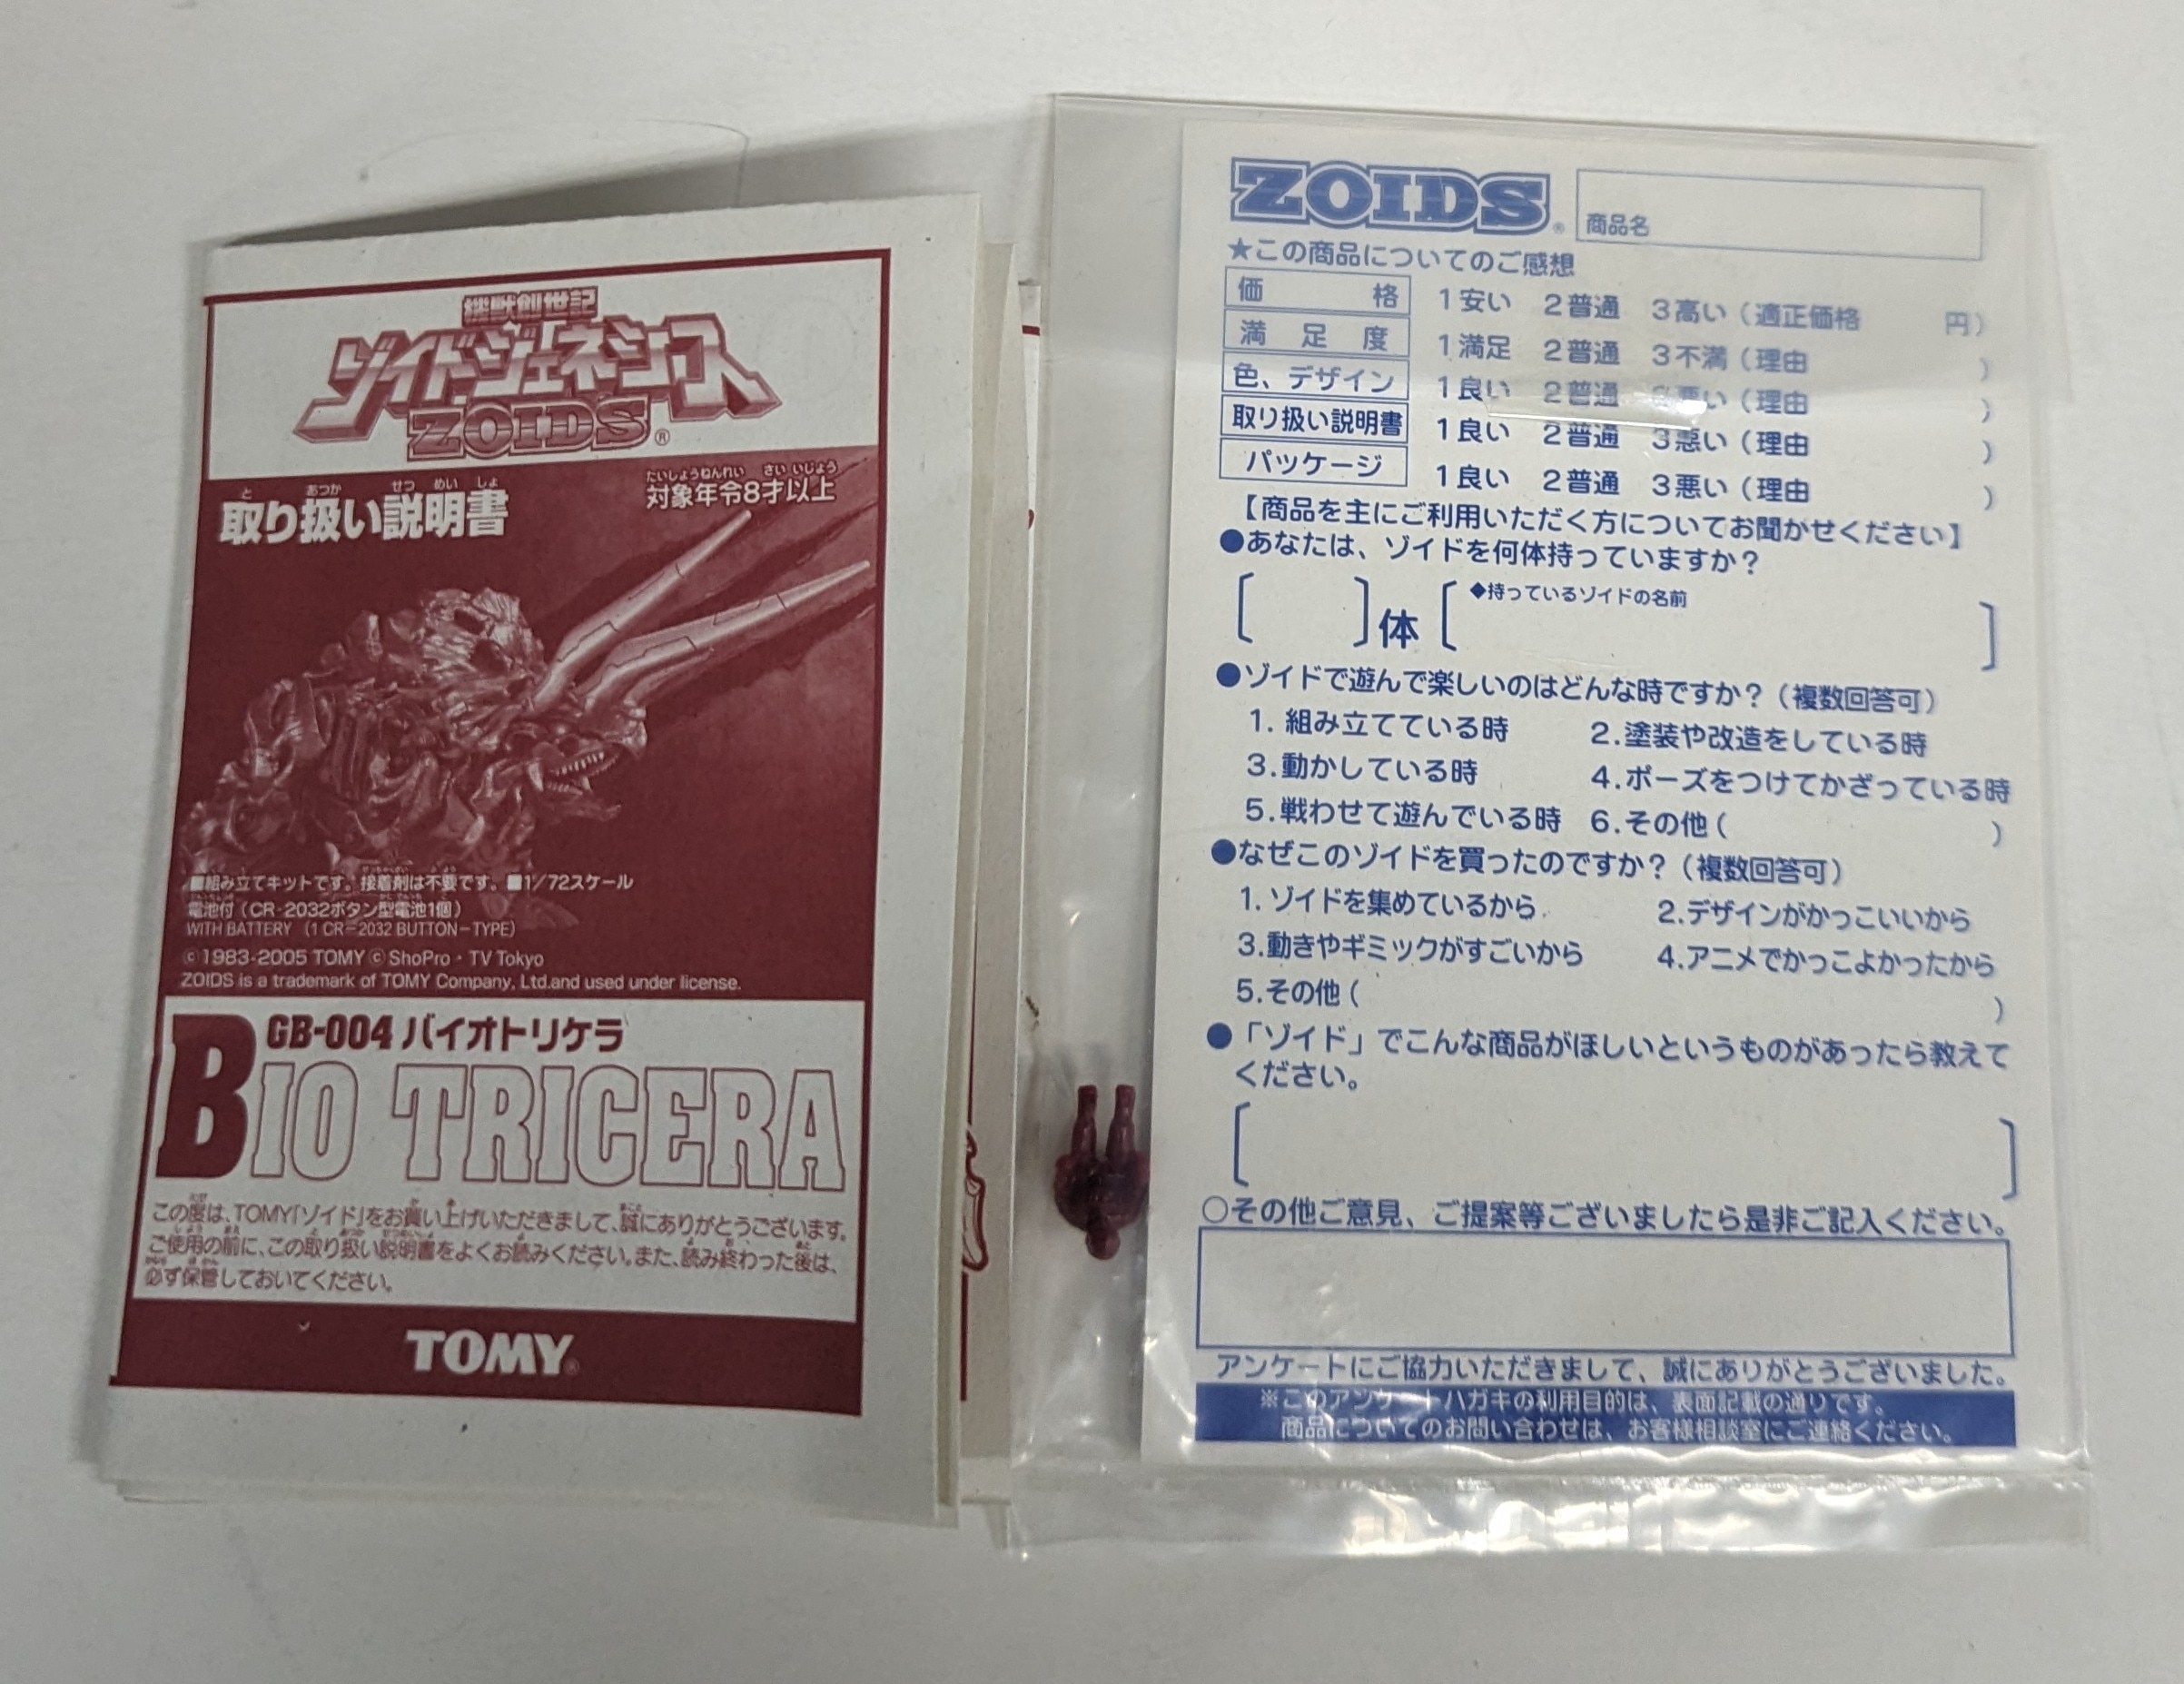 機獣創世記
ゾイドジェネシス
ZOIDS®
取り扱い説明書
対象年令8才以上
■組み立てキットです。接着剤は不要です。■1/72スケール
電池付(CR-2032ボタン型電池1個)
WITH BATTERY (1 CR-2032 BUTTON-TYPE)
©1983-2005 TOMY © ShoPro・TV Tokyo
ZOIDS is a trademark of TOMY Company, Ltd.and used under license.
GB-004 バイオトリケラ
BIO TRICERA
この度は、TOMY「ゾイド」をお買い上げいただきまして、誠にありがとうございます。
ご使用の前に、この取り扱い説明書をよくお読みください。また、読み終わった後は、
必ず保管しておいてください。
TOMY®
ZOIDS®
商品名
★この商品についてのご感想
価格 1安い 2普通 3高い(適正価格 円)
満足度 1満足 2普通 3不満(理由 )
色、デザイン 1良い 2普通 3悪い(理由 )
取り扱い説明書 1良い 2普通 3悪い(理由 )
パッケージ 1良い 2普通 3悪い(理由 )
【商品を主にご利用いただく方についてお聞かせください】
●あなたは、ゾイドを何体持っていますか?
[ ]体[◆持っているゾイドの名前 ]
●ゾイドで遊んで楽しいのはどんな時ですか?(複数回答可)
1. 組み立てている時 2.塗装や改造をしている時
3.動かしている時 4.ポーズをつけてかざっている時
5.戦わせて遊んでいる時 6.その他( )
●なぜこのゾイドを買ったのですか?(複数回答可)
1. ゾイドを集めているから 2.デザインがかっこいいから
3.動きやギミックがすごいから 4.アニメでかっこよかったから
5.その他( )
●「ゾイド」でこんな商品がほしいというものがあったら教えて
ください。
[ ]
○その他ご意見、ご提案等ございましたら是非ご記入ください。
アンケートにご協力いただきまして、誠にありがとうございました。
※このアンケートハガキの利用目的は、表面記載の通りです。
商品についてのお問い合わせは、お客様相談室にご連絡ください。